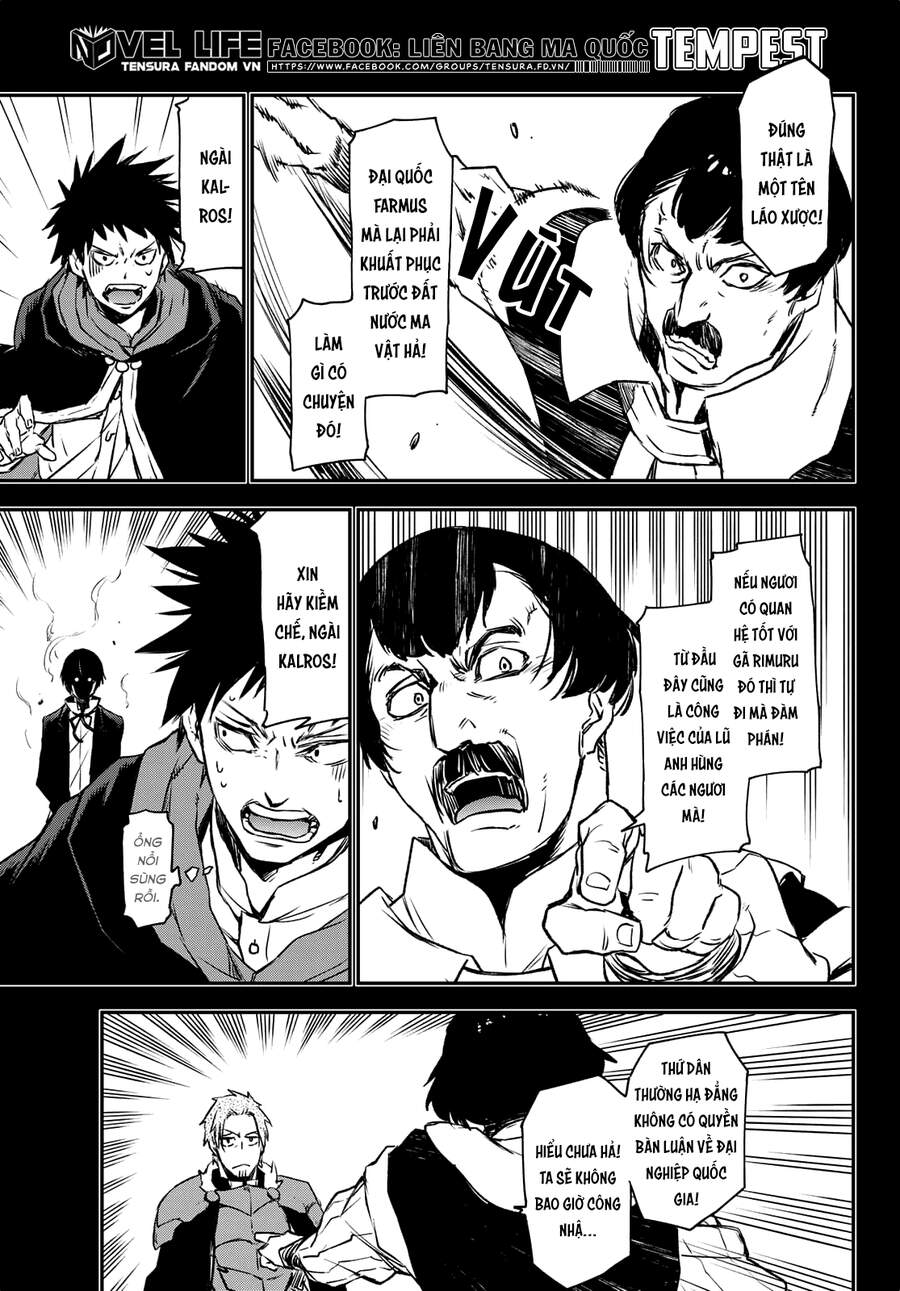 NOVEL LIFE
TENSURA FANDOM VN
FACEBOOK: LIÊN BANG MA QUỐC
HTTPS://WWW.FACEBOOK.COM/GROUPS/TENSURA.FD.VN/
TEMPEST
ĐÚNG
THẬT LÀ
MỘT TÊN
LÁO XƯỢC!
VÚT
ĐẠI QUỐC
FARMUS
MÀ LẠI PHẢI
KHUẤT PHỤC
TRƯỚC ĐẤT
NƯỚC MA
VẬT HẢ!
LÀM
GÌ CÓ
CHUYỆN
ĐÓ!
NGÀI
KAL-
ROS!
NẾU NGƯƠI
CÓ QUAN
HỆ TỐT VỚI
GÃ RIMURU
ĐÓ THÌ TỰ
ĐI MÀ ĐÀM
PHÁN!
TỪ ĐẦU
ĐÂY CŨNG
LÀ CÔNG
VIỆC CỦA LŨ
ANH HÙNG
CÁC NGƯƠI
MÀ!
XIN
HÃY KIỀM
CHẾ, NGÀI
KALROS!
ỔNG
NỔI
SÙNG
RỒI.
THỨ DÂN
THƯỜNG HẠ ĐẲNG
KHÔNG CÓ QUYỀN
BÀN LUẬN VỀ ĐẠI
NGHIỆP QUỐC
GIA!
HIỂU CHƯA HẢ!
TA SẼ KHÔNG
BAO GIỜ CÔNG
NHẬ...